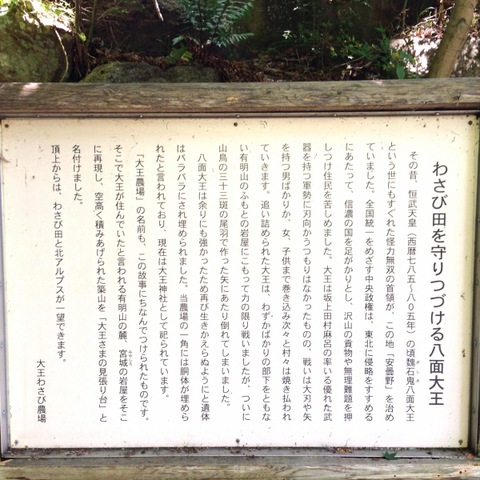 わさび田を守りつづける八面大王
その昔、恒武天皇（西暦七八五〜八〇五年）の頃魏石鬼八面大王
という世にもすぐれた怪力無双の首領が、この地「安曇野」を治め
ていました。全国統一をめざす中央政権は、東北に侵略をすすめる
にあたって、信濃の国を足がかりとし、沢山の貢物や無理難題を押
しつけ住民を苦しめました。大王は坂上田村麻呂の率いる優れた武
器を持つ軍勢に刃向かうつもりはなかったものの、戦いは大刃や矢
を持つ男ばかりか、女、子供まで巻き込み次々と村々は焼き払われ
ていきます。追い詰められた大王は、わずかばかりの部下をともな
い有明山のふもとの岩屋にこもって力の限り戦いましたが、ついに
山鳥の三十三斑の尾羽で作った矢にあたり倒れてしまいました。
八面大王は余りにも強かったため再び生きかえらぬようにと遺体
はバラバラにされ埋められました。当農場の一角には胴体が埋めら
れたと言われており、現在は大王神社として祀られています。
「大王農場」の名前も、この故事にちなんでつけられたものです。
そこで大王が住んでいたと言われる有明山の麓、宮城の岩屋をそこ
に再現し、空高く積みあげられた築山を「大王さまの見張り台」と
名付けました。
頂上からは、わさび田と北アルプスが一望できます。
大王わさび農場